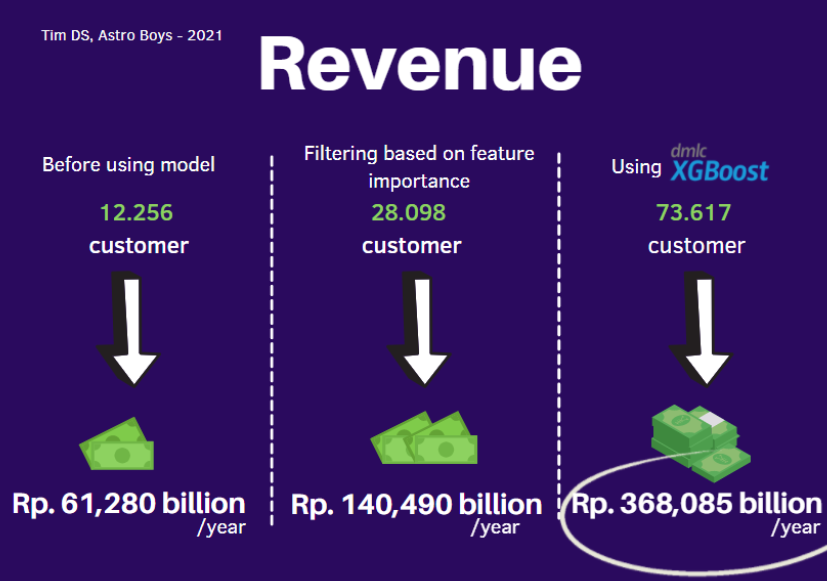 Tim DS, Astro Boys - 2021
Revenue
Before using model
12.256
customer
Rp. 61,280 billion
/year
Filtering based on feature
importance
28.098
customer
Rp. 140,490 billion
/year
Using dmlc XGBoost
73.617
customer
Rp. 368,085 billion
/year